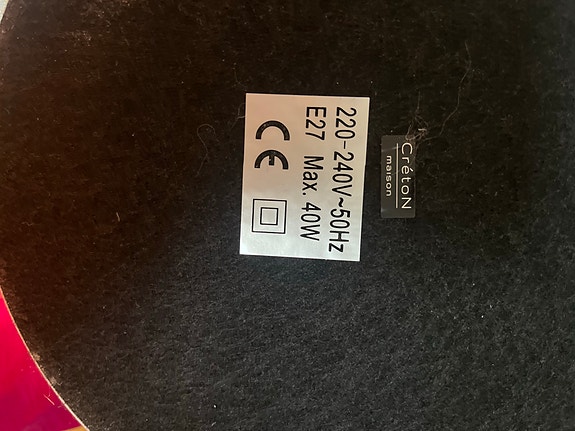 CrétoN
maison
220-240V~50Hz
E27 Max. 40W
CE